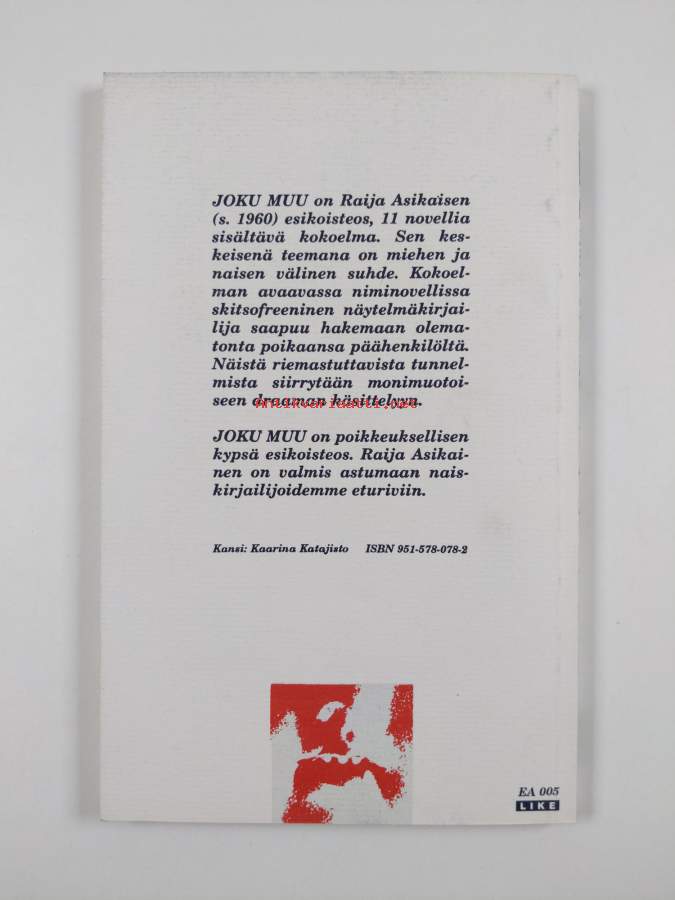 JOKU MUU on Raija Asikaisen
(s. 1960) esikoisteos, 11 novellia
sisältävä kokoelma. Sen kes-
keisenä teemana on miehen ja
naisen välinen suhde. Kokoel-
man avaavassa niminovellissa
skitsofreeninen näytelmäkirjai-
lija saapuu hakemaan olema-
tonta poikaansa päähenkilöltä.
Näistä riemastuttavista tunnel-
mista siirrytään monimuotoi-
seen draaman käsittelyyn.
Antikvariaatti.net
JOKU MUU on poikkeuksellisen
kypsä esikoisteos. Raija Asikai-
nen on valmis astumaan nais-
kirjailijoidemme eturiviin.
Kansi: Kaarina Katajisto ISBN 951-578-078-2
EA 005
LIKE